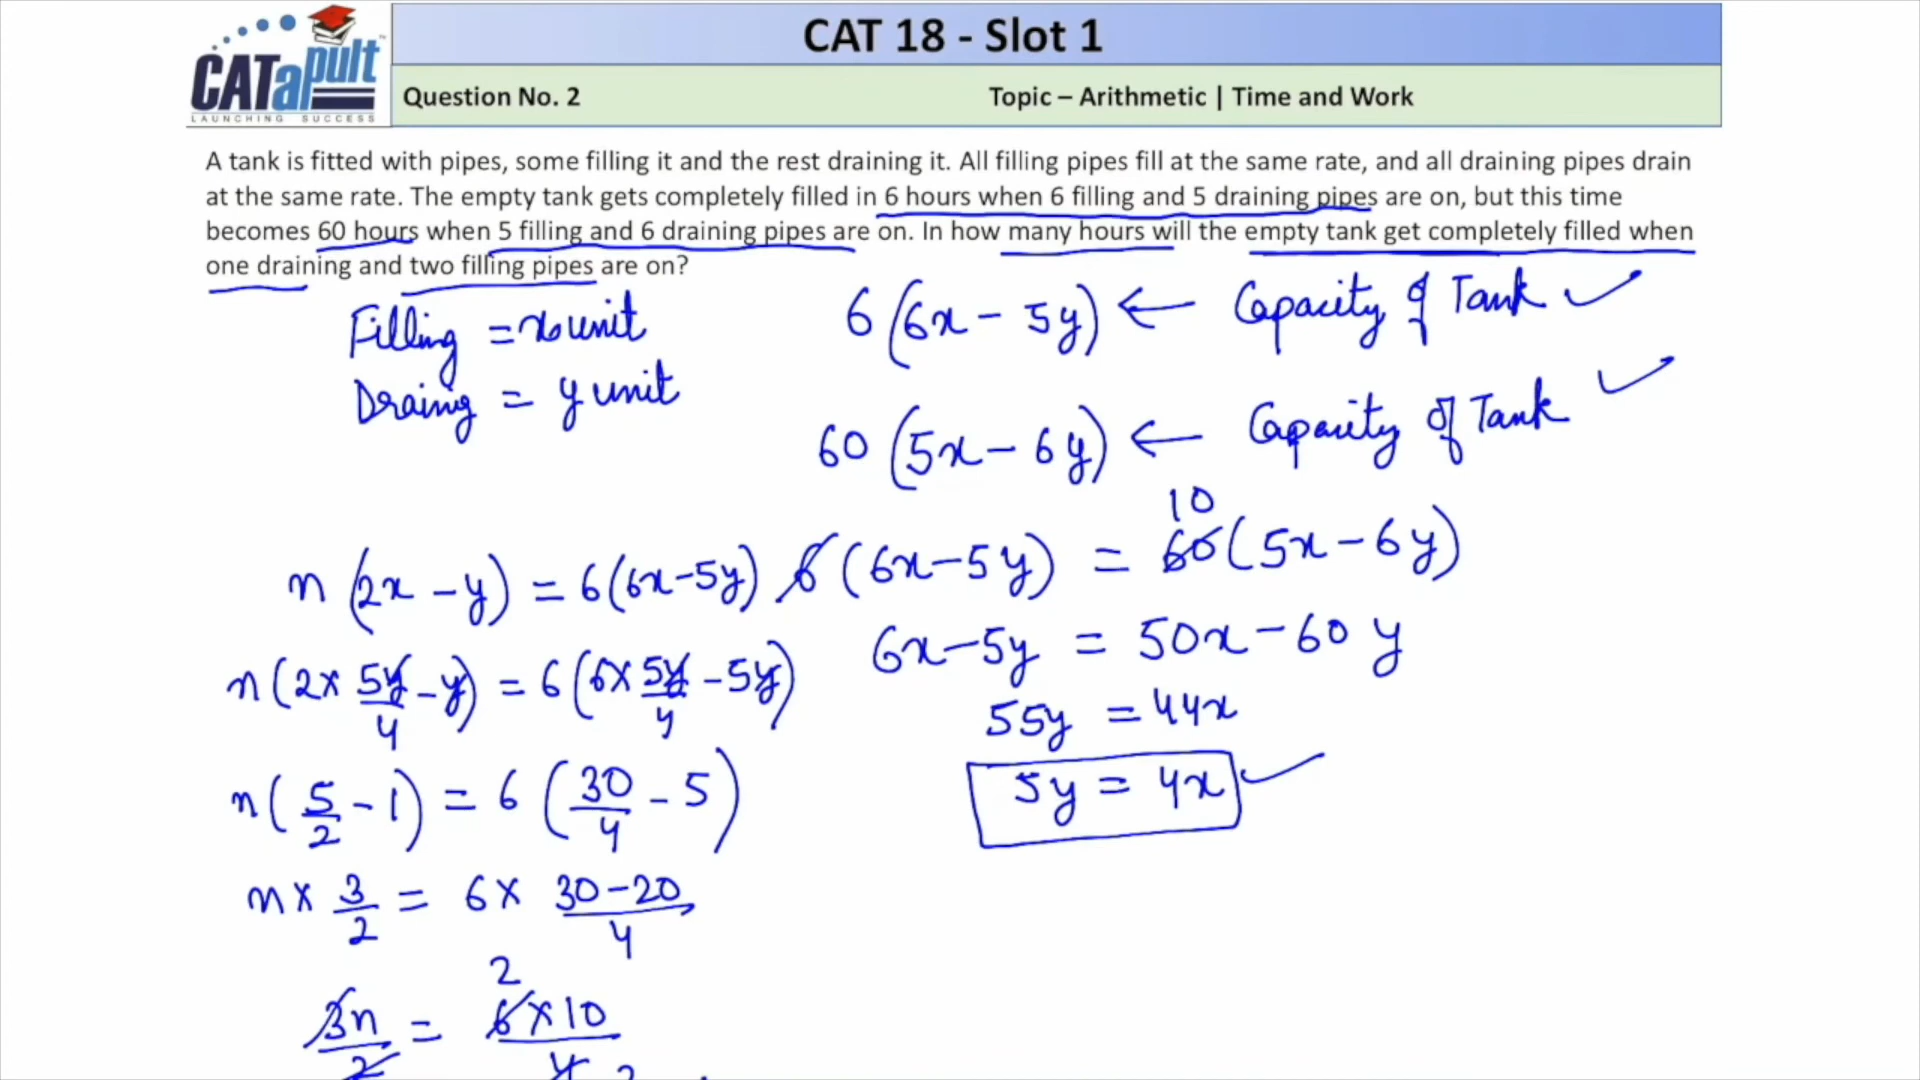 CATapult
LAUNCHING SUCCESS
CAT 18 - Slot 1
Question No. 2
Topic – Arithmetic | Time and Work
A tank is fitted with pipes, some filling it and the rest draining it. All filling pipes fill at the same rate, and all draining pipes drain
at the same rate. The empty tank gets completely filled in 6 hours when 6 filling and 5 draining pipes are on, but this time
becomes 60 hours when 5 filling and 6 draining pipes are on. In how many hours will the empty tank get completely filled when
one draining and two filling pipes are on?
Filling = x unit
Draing = y unit
6 (6x - 5y) ← Capacity of Tank ✓
60 (5x - 6y) ← Capacity of Tank ✓
10
6 (6x - 5y) = 60 (5x - 6y)
6x - 5y = 50x - 60y
55y = 44x
5y = 4x ✓
n (2x - y) = 6 (6x - 5y)
n (2 × 5y/4 - y) = 6 (6 × 5y/4 - 5y)
n (5/2 - 1) = 6 (30/4 - 5)
n × 3/2 = 6 × 30-20/4
2
3n/2 = 6 × 10/4